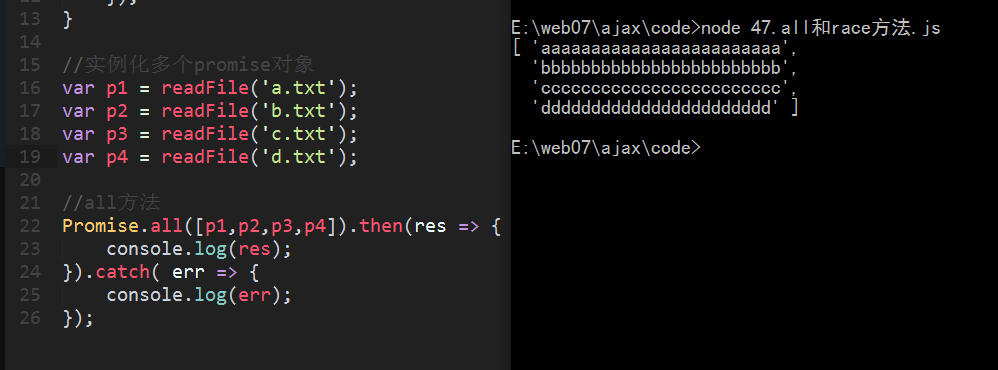 12 });
13 }
14
15 //实例化多个promise对象
16 var p1 = readFile('a.txt');
17 var p2 = readFile('b.txt');
18 var p3 = readFile('c.txt');
19 var p4 = readFile('d.txt');
20
21 //all方法
22 Promise.all([p1,p2,p3,p4]).then(res => {
23     console.log(res);
24 }).catch( err => {
25     console.log(err);
26 });
E:\web07\ajax\code>node 47.all和race方法.js
[ 'aaaaaaaaaaaaaaaaaaaaaaaa',
  'bbbbbbbbbbbbbbbbbbbbbbbb',
  'cccccccccccccccccccccccc',
  'ddddddddddddddddddddddd' ]
E:\web07\ajax\code>